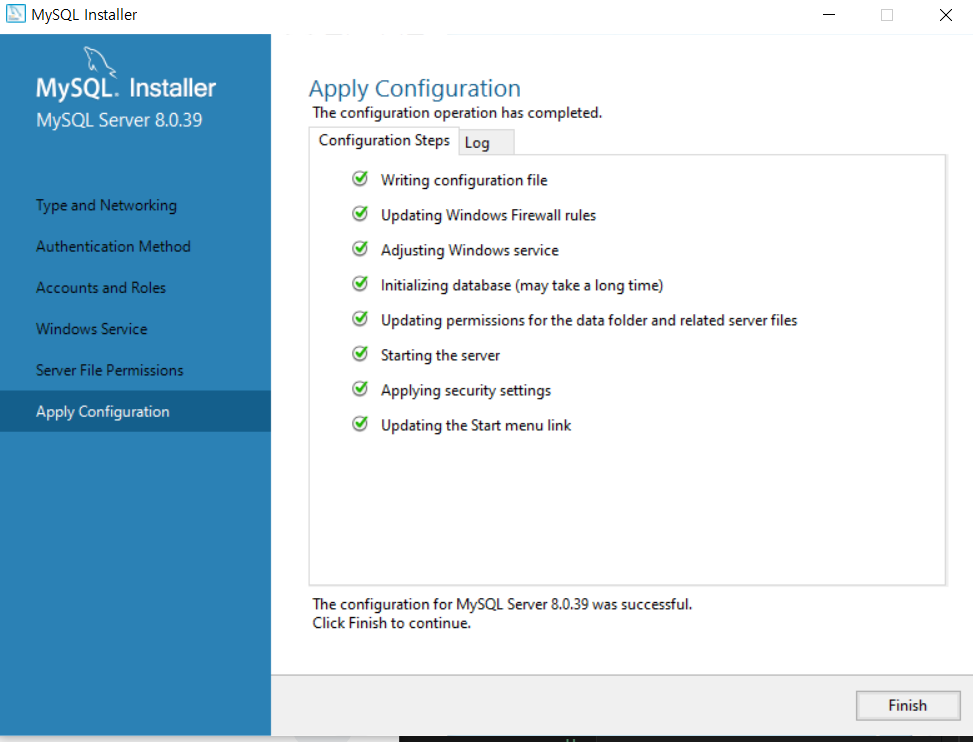 MySQL Installer
MySQL. Installer
MySQL Server 8.0.39
Type and Networking
Authentication Method
Accounts and Roles
Windows Service
Server File Permissions
Apply Configuration
Apply Configuration
The configuration operation has completed.
Configuration Steps Log
Writing configuration file
Updating Windows Firewall rules
Adjusting Windows service
Initializing database (may take a long time)
Updating permissions for the data folder and related server files
Starting the server
Applying security settings
Updating the Start menu link
The configuration for MySQL Server 8.0.39 was successful.
Click Finish to continue.
Finish